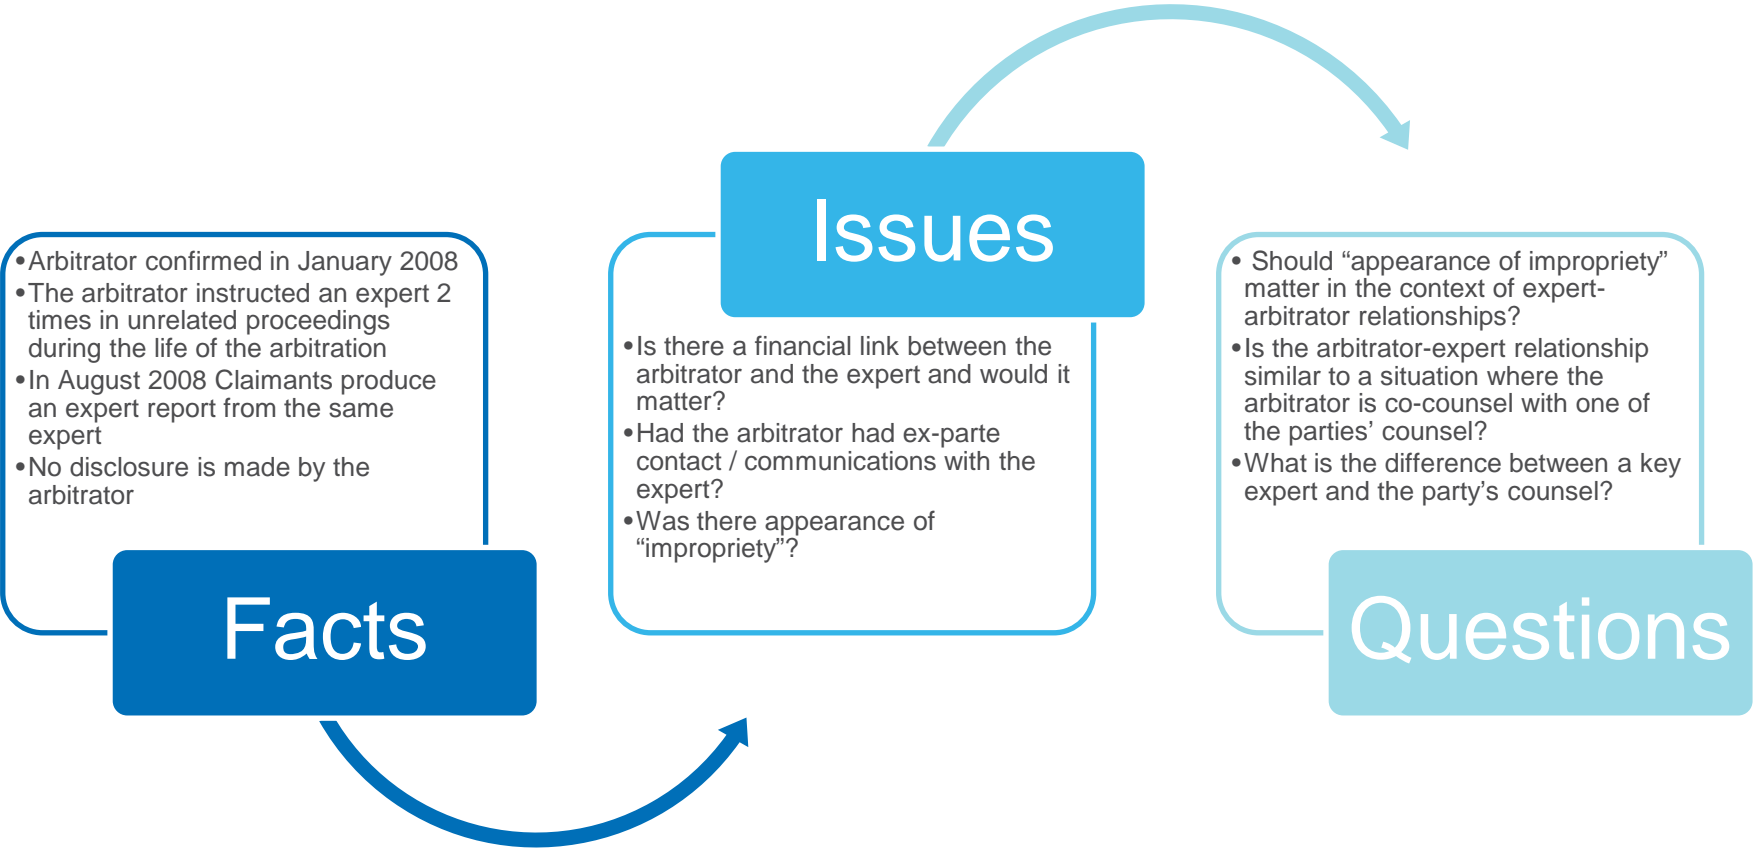 •Arbitrator confirmed in January 2008
•The arbitrator instructed an expert 2
times in unrelated proceedings
during the life of the arbitration
•In August 2008 Claimants produce
an expert report from the same
expert
•No disclosure is made by the
arbitrator
Facts
Issues
•Is there a financial link between the
arbitrator and the expert and would it
matter?
•Had the arbitrator had ex-parte
contact / communications with the
expert?
•Was there appearance of
“impropriety”?
• Should “appearance of impropriety”
matter in the context of expert-
arbitrator relationships?
•Is the arbitrator-expert relationship
similar to a situation where the
arbitrator is co-counsel with one of
the parties’ counsel?
•What is the difference between a key
expert and the party’s counsel?
Questions